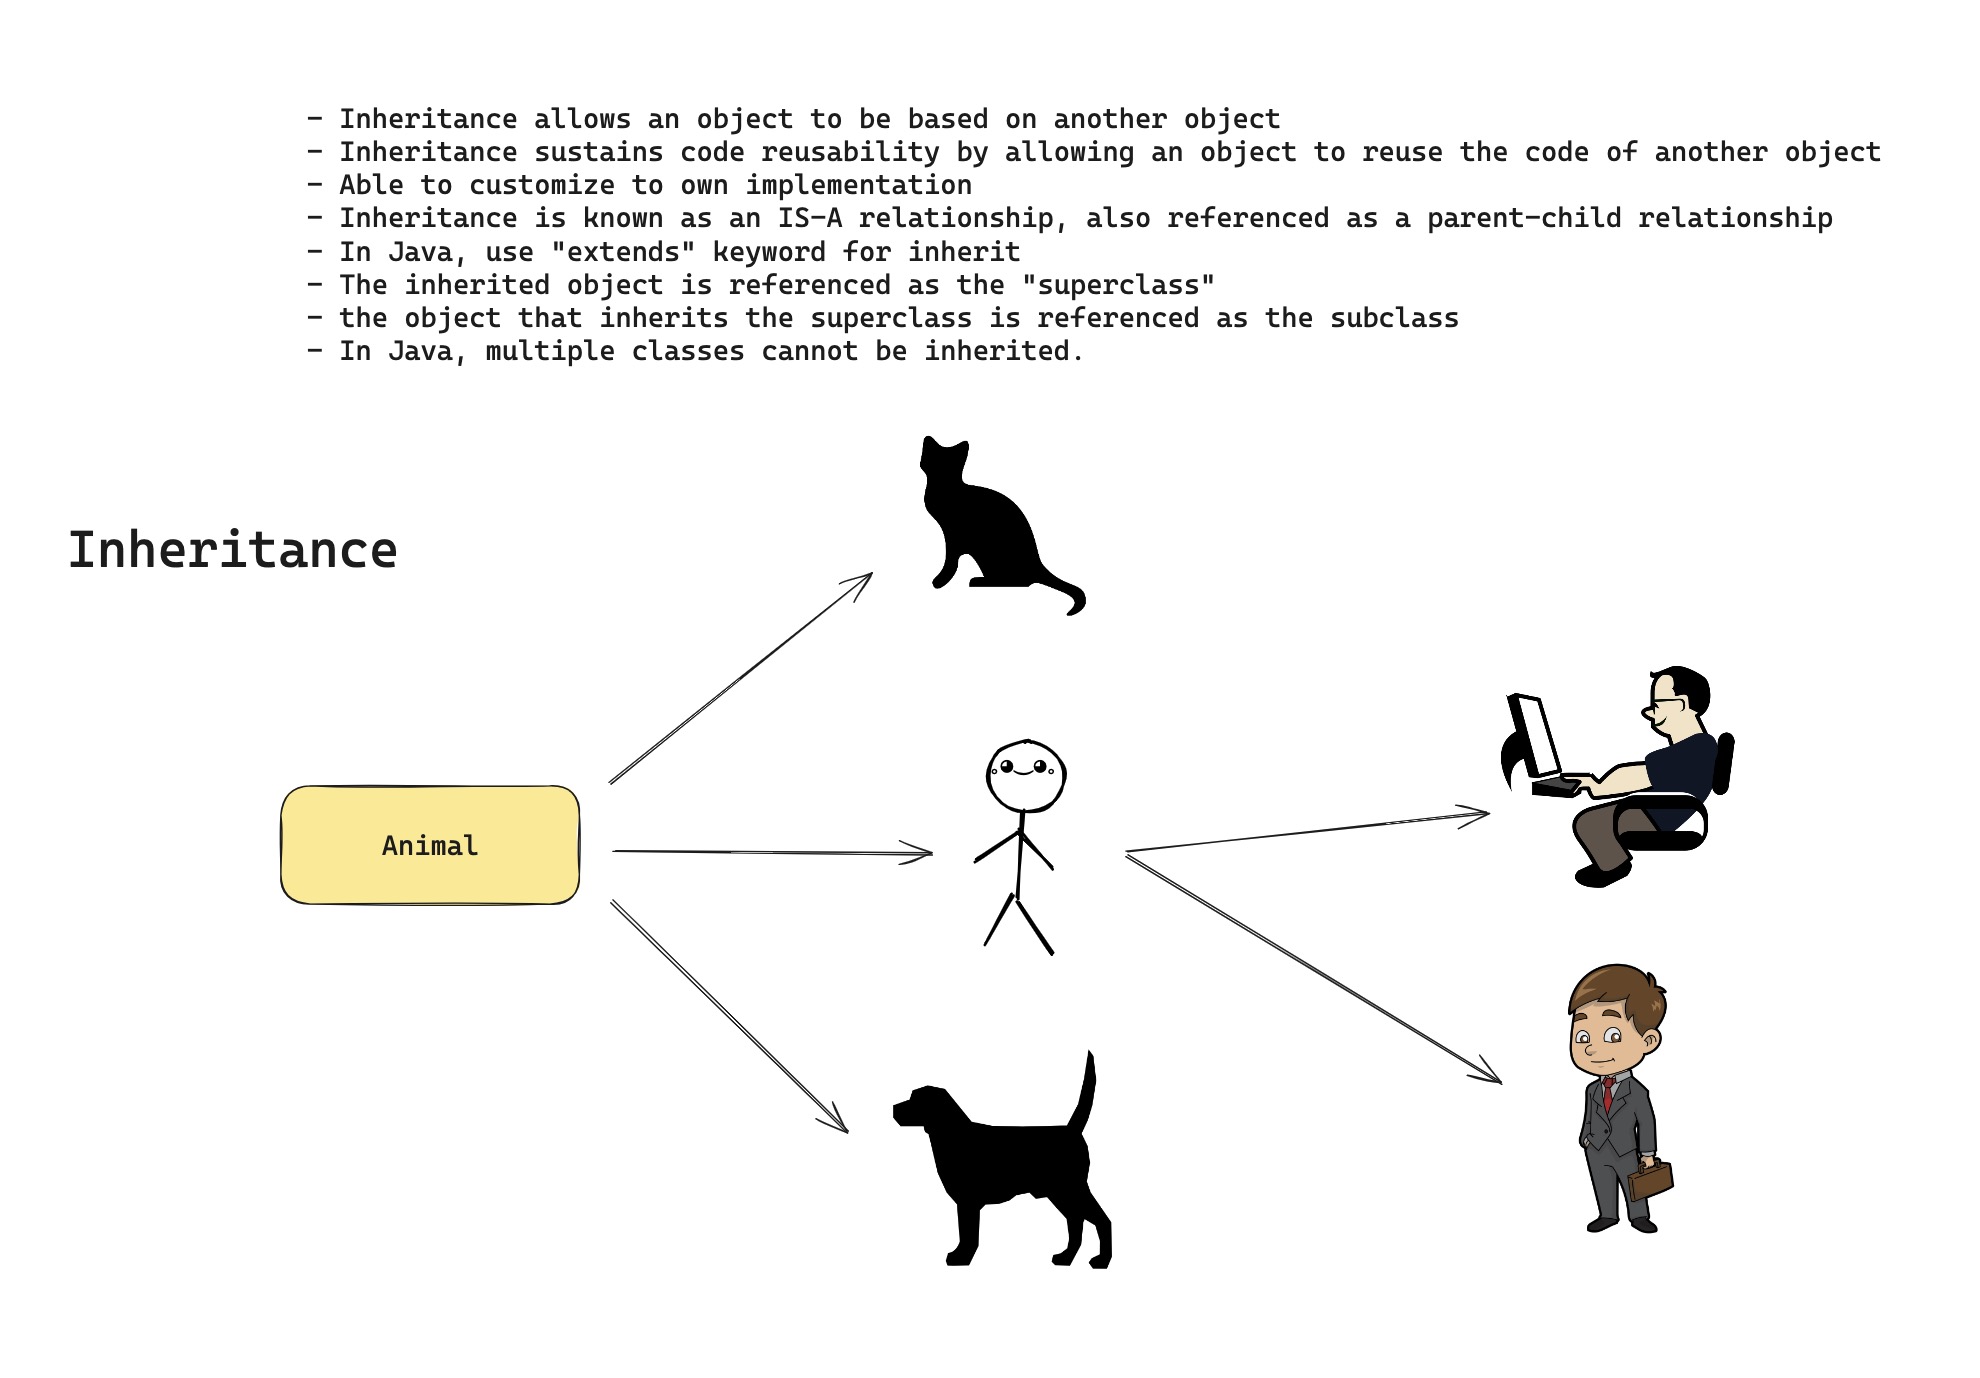 - Inheritance allows an object to be based on another object
- Inheritance sustains code reusability by allowing an object to reuse the code of another object
- Able to customize to own implementation
- Inheritance is known as an IS-A relationship, also referenced as a parent-child relationship
- In Java, use "extends" keyword for inherit
- The inherited object is referenced as the "superclass"
- the object that inherits the superclass is referenced as the subclass
- In Java, multiple classes cannot be inherited.
Inheritance
Animal